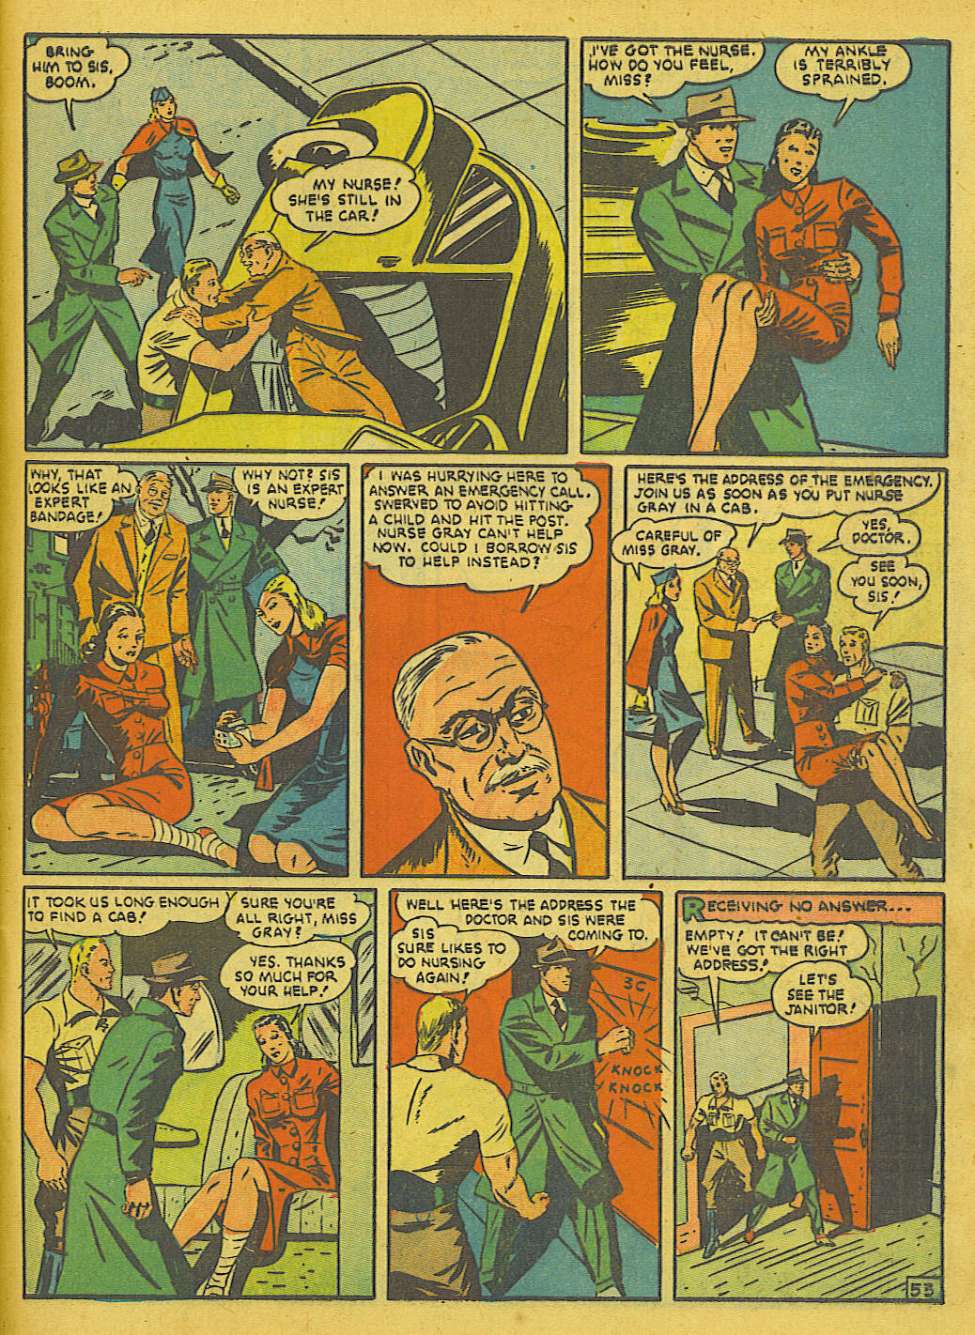 BRING
HIM TO SIS,
BOOM.
MY NURSE!
SHE'S STILL IN
THE CAR!
I'VE GOT THE NURSE.
HOW DO YOU FEEL,
MISS?
MY ANKLE
IS TERRIBLY
SPRAINED.
WHY, THAT
LOOKS LIKE AN
EXPERT
BANDAGE!
WHY NOT? SIS
IS AN EXPERT
NURSE!
I WAS HURRYING HERE TO
ANSWER AN EMERGENCY CALL.
SWERVED TO AVOID HITTING
A CHILD AND HIT THE POST.
NURSE GRAY CAN'T HELP
NOW. COULD I BORROW SIS
TO HELP INSTEAD?
HERE'S THE ADDRESS OF THE EMERGENCY.
JOIN US AS SOON AS YOU PUT NURSE
GRAY IN A CAB.
CAREFUL OF
MISS GRAY.
YES,
DOCTOR.
SEE
YOU SOON,
SIS!
IT TOOK US LONG ENOUGH
TO FIND A CAB!
SURE YOU'RE
ALL RIGHT, MISS
GRAY?
YES. THANKS
SO MUCH FOR
YOUR HELP!
WELL HERE'S THE ADDRESS THE
DOCTOR AND SIS WERE
COMING TO.
SIS
SURE LIKES TO
DO NURSING
AGAIN!
3C
KNOCK
KNOCK
RECEIVING NO ANSWER...
EMPTY! IT CAN'T BE!
WE'VE GOT THE RIGHT
ADDRESS!
LET'S
SEE THE
JANITOR!
53